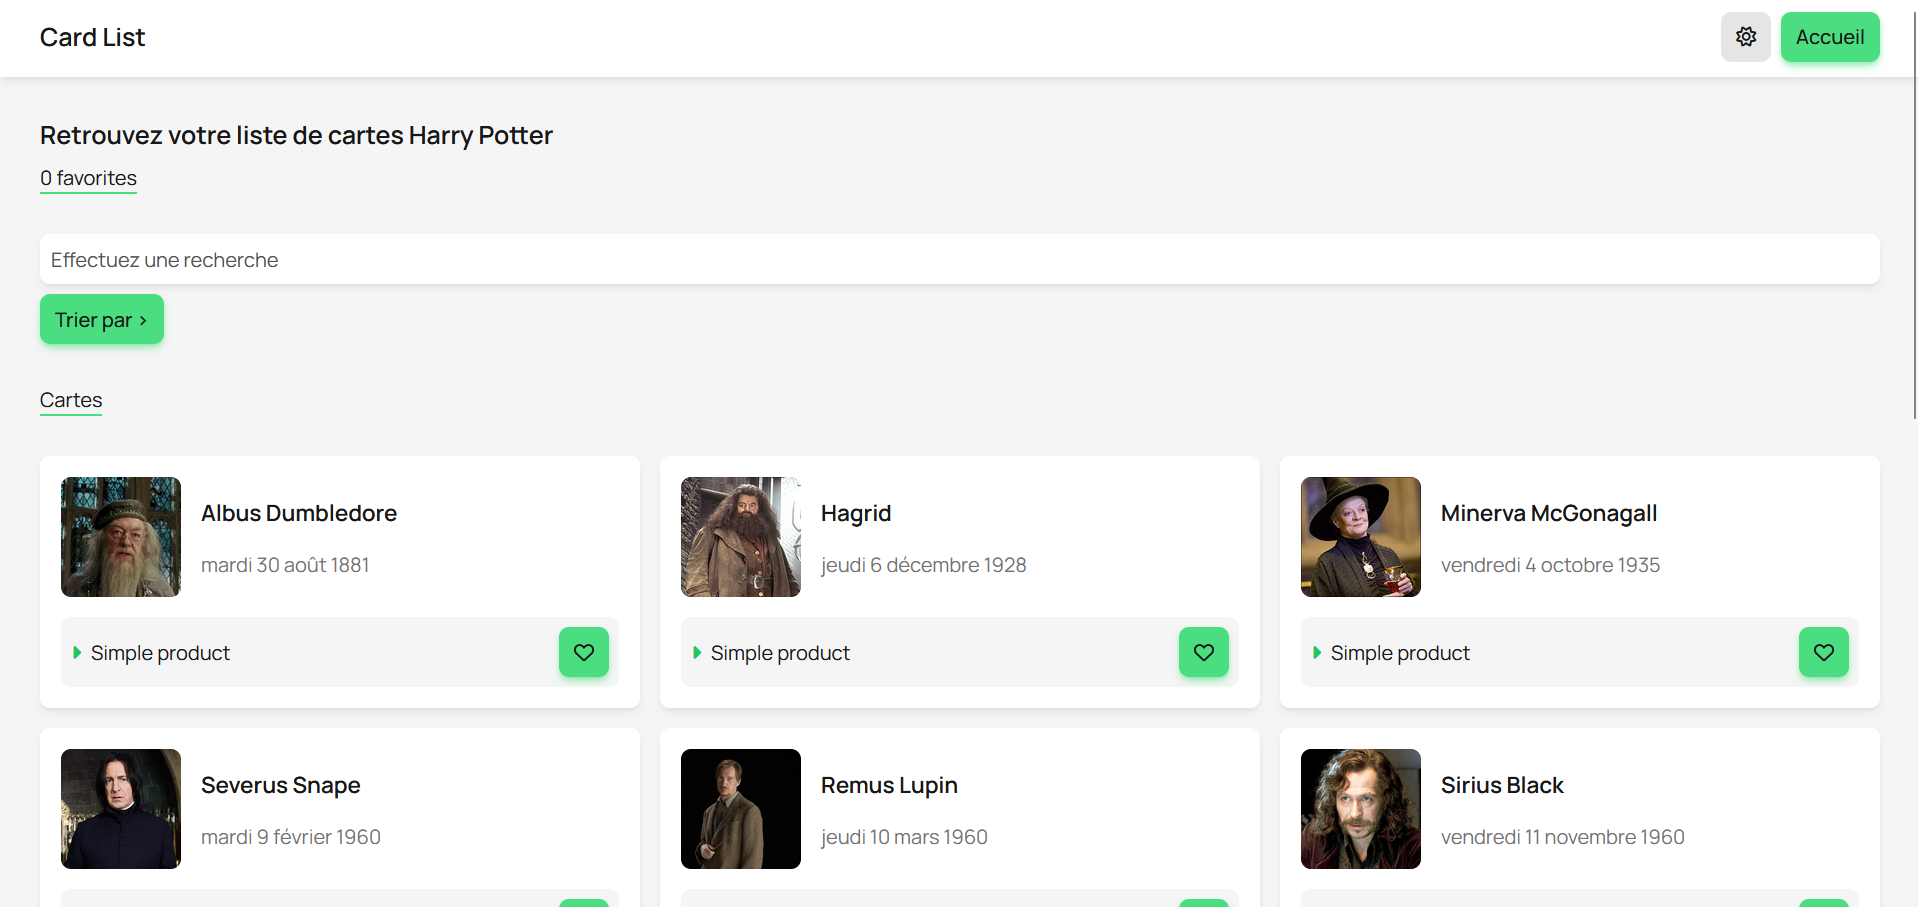 Card List
Accueil
Retrouvez votre liste de cartes Harry Potter
0 favorites
Effectuez une recherche
Trier par ›
Cartes
Albus Dumbledore
mardi 30 août 1881
Simple product
Hagrid
jeudi 6 décembre 1928
Simple product
Minerva McGonagall
vendredi 4 octobre 1935
Simple product
Severus Snape
mardi 9 février 1960
Remus Lupin
jeudi 10 mars 1960
Sirius Black
vendredi 11 novembre 1960